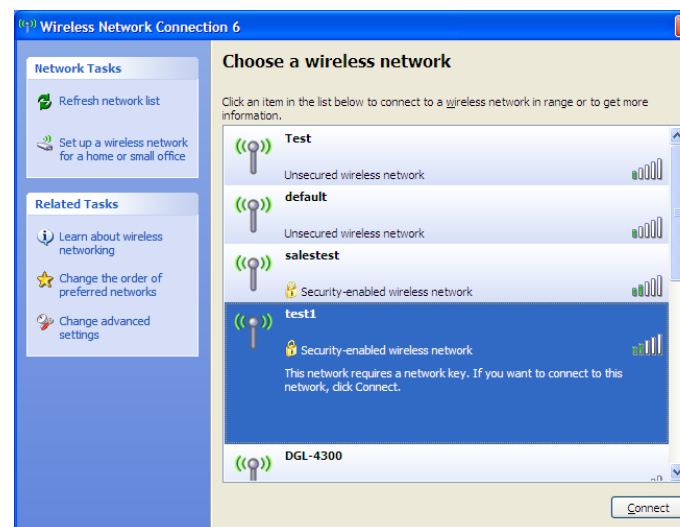 Wireless Network Connection 6
Network Tasks
Refresh network list
Set up a wireless network
for a home or small office
Related Tasks
Learn about wireless
networking
Change the order of
preferred networks
Change advanced
settings
Choose a wireless network
Click an item in the list below to connect to a wireless network in range or to get more
information.
Test
Unsecured wireless network
default
Unsecured wireless network
salestest
Security-enabled wireless network
test1
Security-enabled wireless network
This network requires a network key. If you want to connect to this
network, click Connect.
DGL-4300
Connect